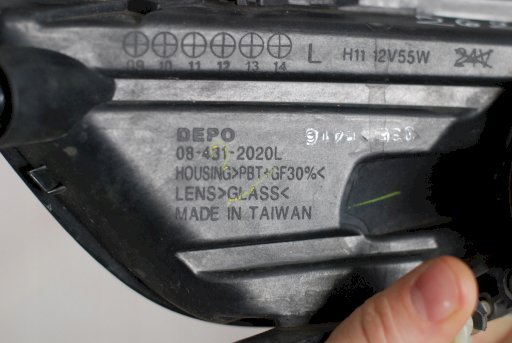 09 10 11 12 13 14
L H11 12V55W 24V
DEPO
08-431-2020L
HOUSING>PBT+GF30%<
LENS>GLASS<
MADE IN TAIWAN